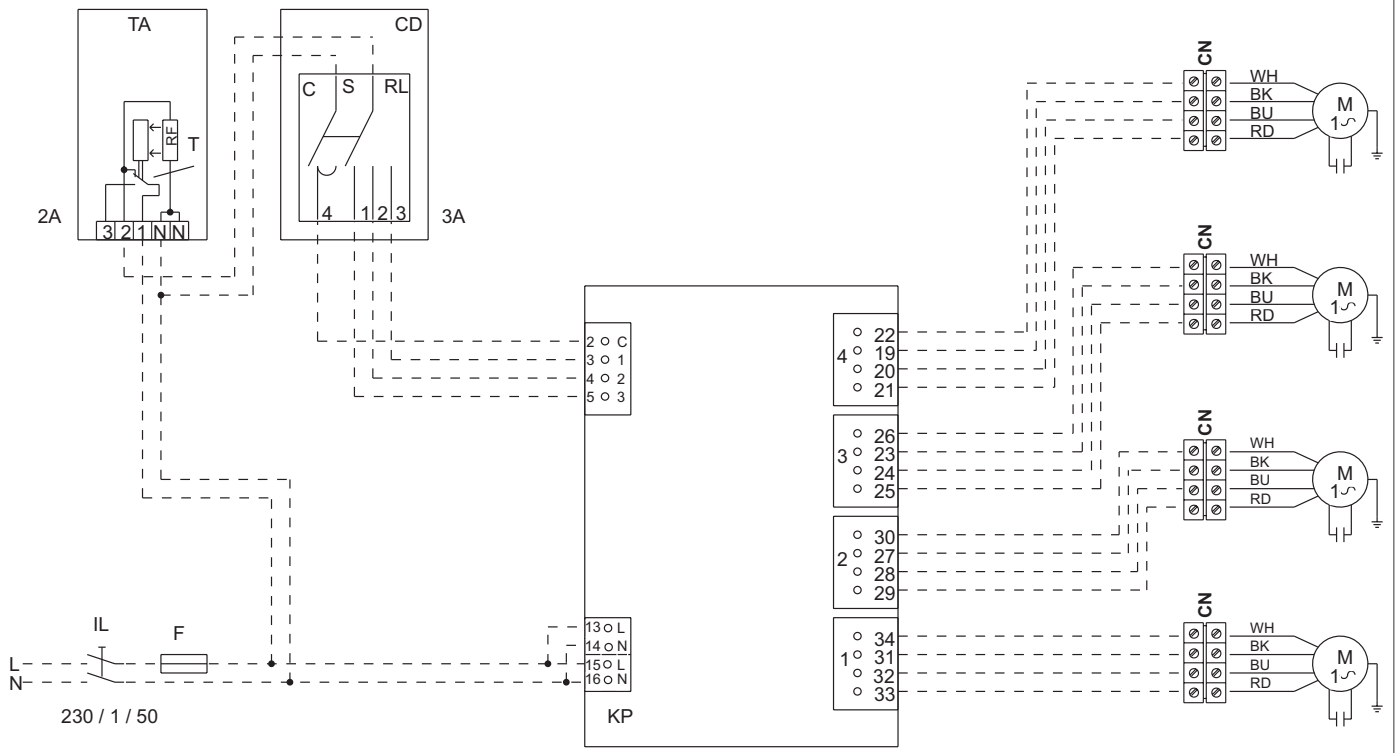 TA
CD
CN
C S RL
WH
BK
BU
RD
M
1
RF
T
2A
3 2 1 N N
4 1 2 3
3A
CN
WH
BK
BU
RD
M
1
2 C
3 1
4 2
5 3
4
22
19
20
21
3
26
23
24
25
CN
WH
BK
BU
RD
M
1
2
30
27
28
29
IL
F
L
N
230 / 1 / 50
13 L
14 N
15 L
16 N
KP
1
34
31
32
33
CN
WH
BK
BU
RD
M
1